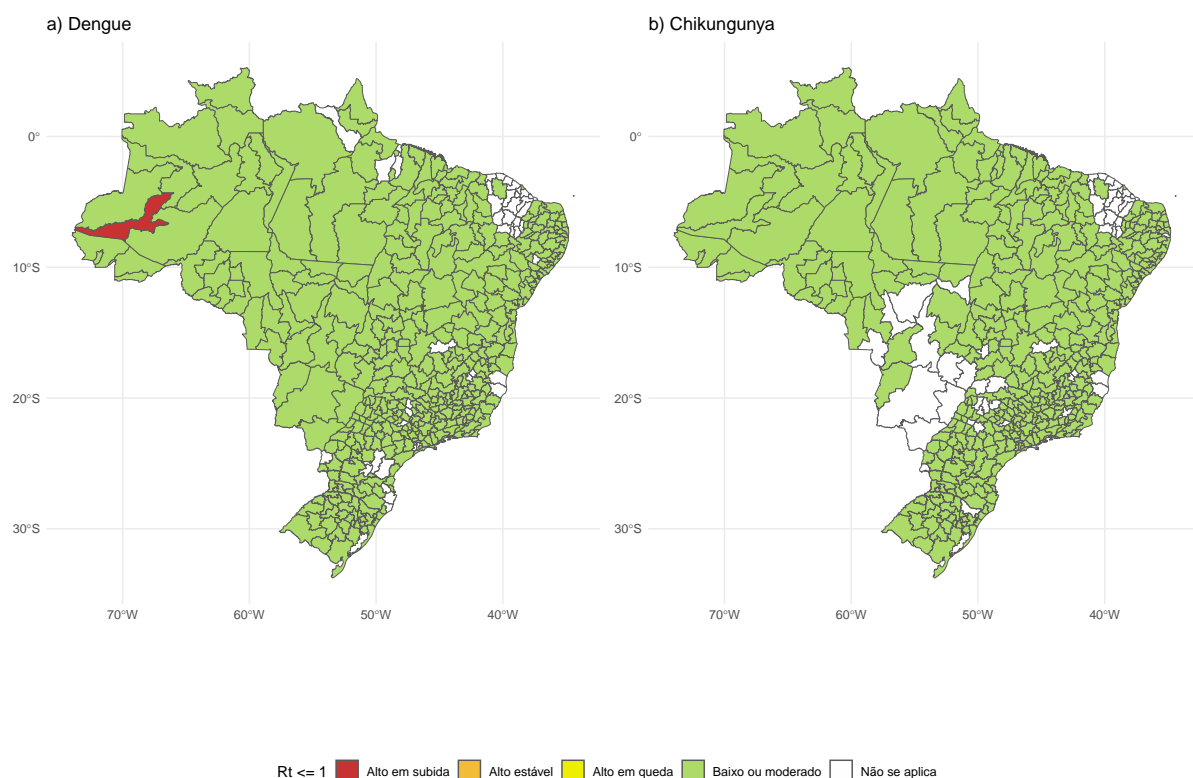 a) Dengue
b) Chikungunya
0°
10°S
20°S
30°S
70°W 60°W 50°W 40°W
0°
10°S
20°S
30°S
70°W 60°W 50°W 40°W
Rt <= 1 Alto em subida Alto estável Alto em queda Baixo ou moderado Não se aplica